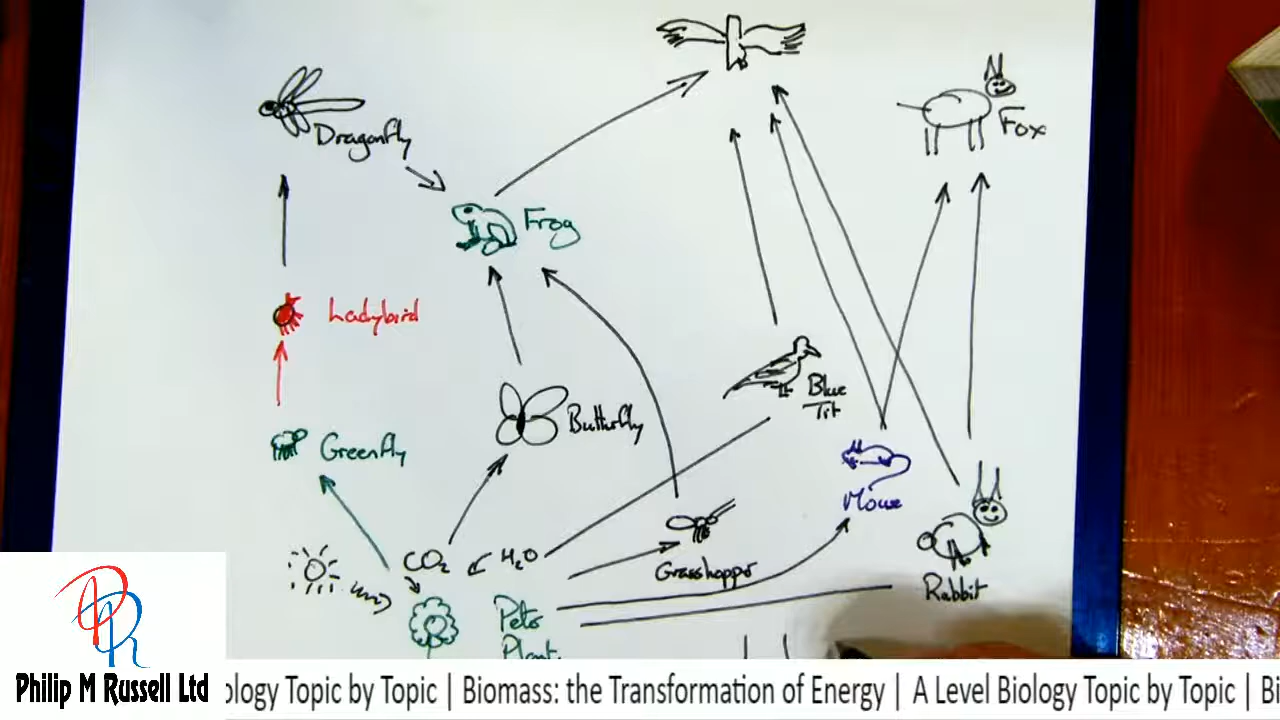 Dragonfly
Fox
Frog
Ladybird
Blue
Tit
Butterfly
Greenfly
Mouse
CO₂
H₂O
Grasshopper
Rabbit
Plant
PR
Philip M Russell Ltd
ology Topic by Topic | Biomass: the Transformation of Energy | A Level Biology Topic by Topic | Bi